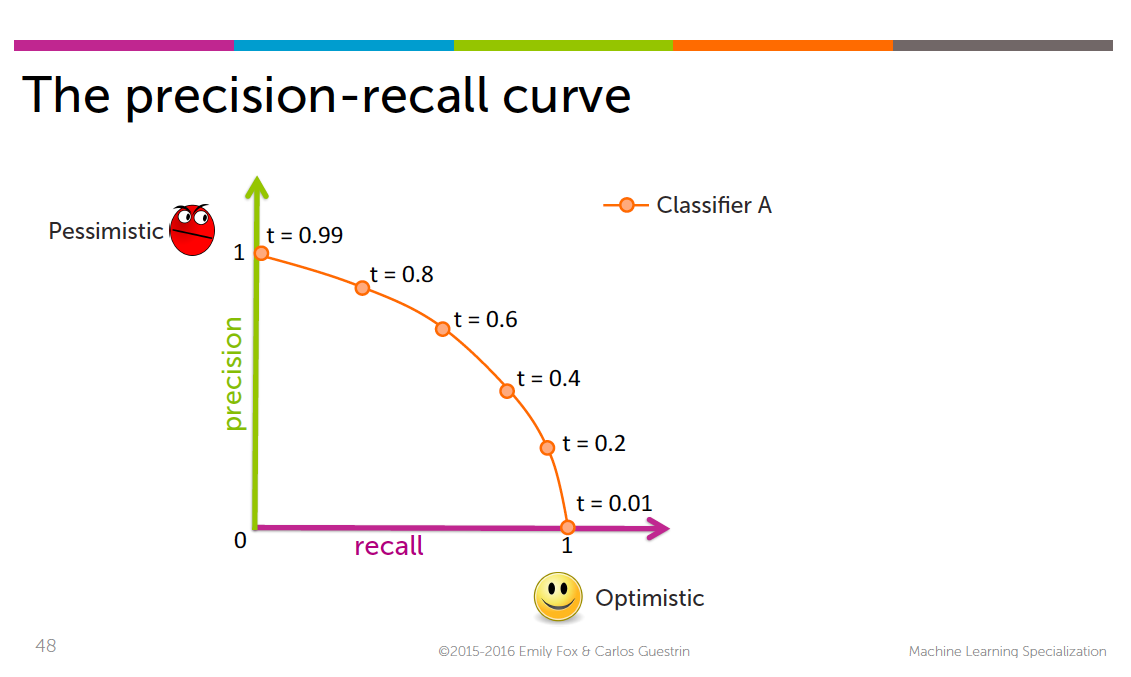 The precision-recall curve
Pessimistic
Classifier A
t = 0.99
1
t = 0.8
t = 0.6
precision
t = 0.4
t = 0.2
t = 0.01
0
recall
1
Optimistic
48
©2015-2016 Emily Fox & Carlos Guestrin
Machine Learning Specialization